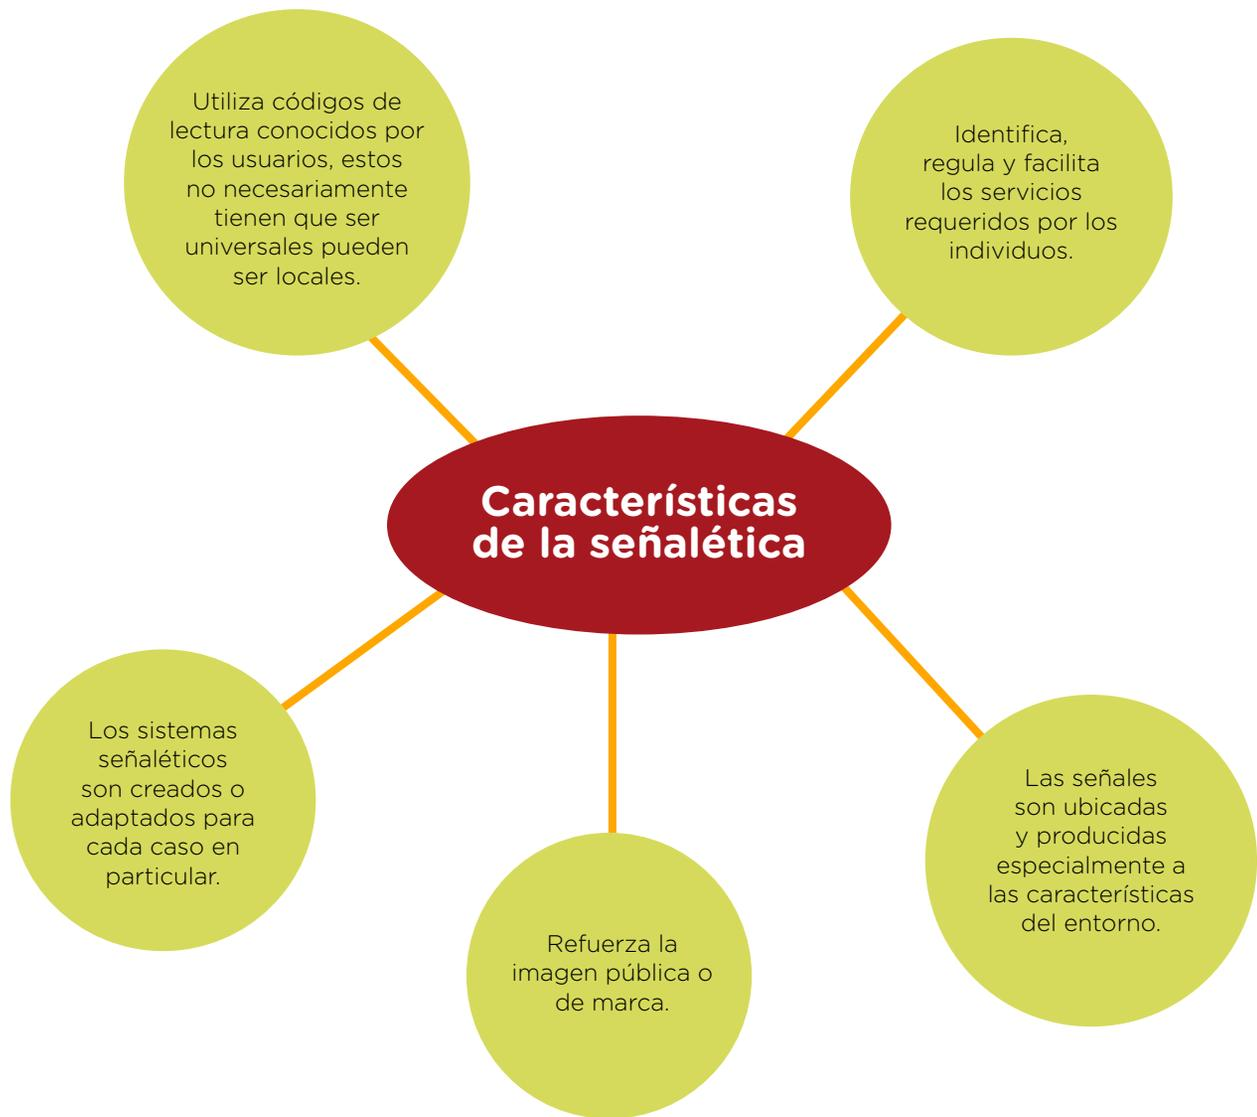 Utiliza códigos de
lectura conocidos por
los usuarios, estos
no necesariamente
tienen que ser
universales pueden
ser locales.
Identifica,
regula y facilita
los servicios
requeridos por los
individuos.
Características
de la señalética
Los sistemas
señaléticos
son creados o
adaptados para
cada caso en
particular.
Refuerza la
imagen pública o
de marca.
Las señales
son ubicadas
y producidas
especialmente a
las características
del entorno.